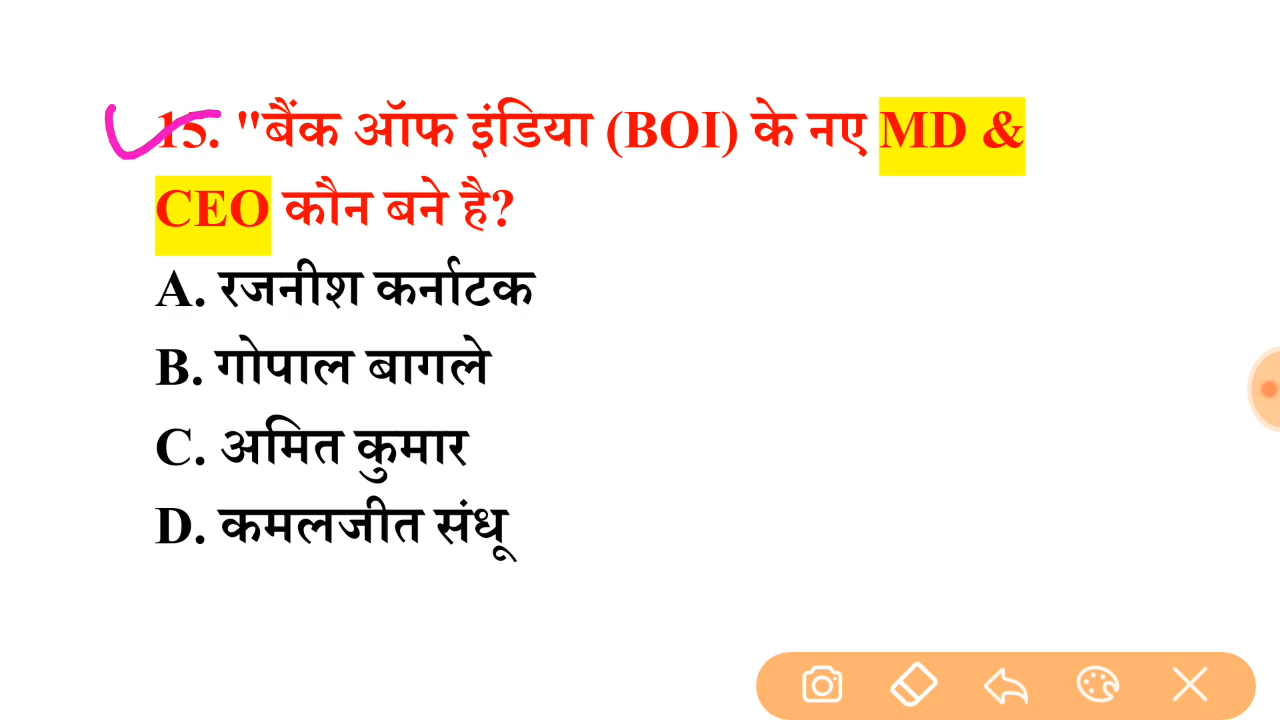 15. "बैंक ऑफ इंडिया (BOI) के नए MD &
CEO कौन बने है?
A. रजनीश कर्नाटक
B. गोपाल बागले
C. अमित कुमार
D. कमलजीत संधू